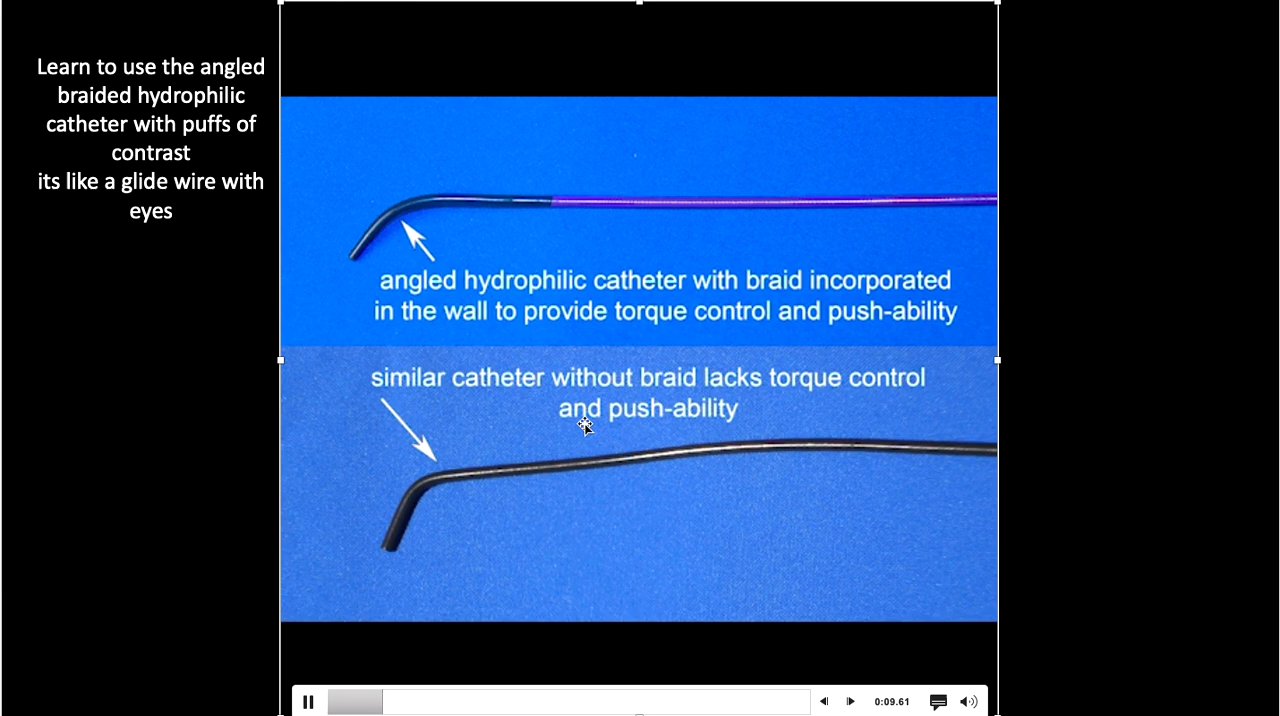 Learn to use the angled
braided hydrophilic
catheter with puffs of
contrast
its like a glide wire with
eyes
angled hydrophilic catheter with braid incorporated
in the wall to provide torque control and push-ability
similar catheter without braid lacks torque control
and push-ability
0:09.61